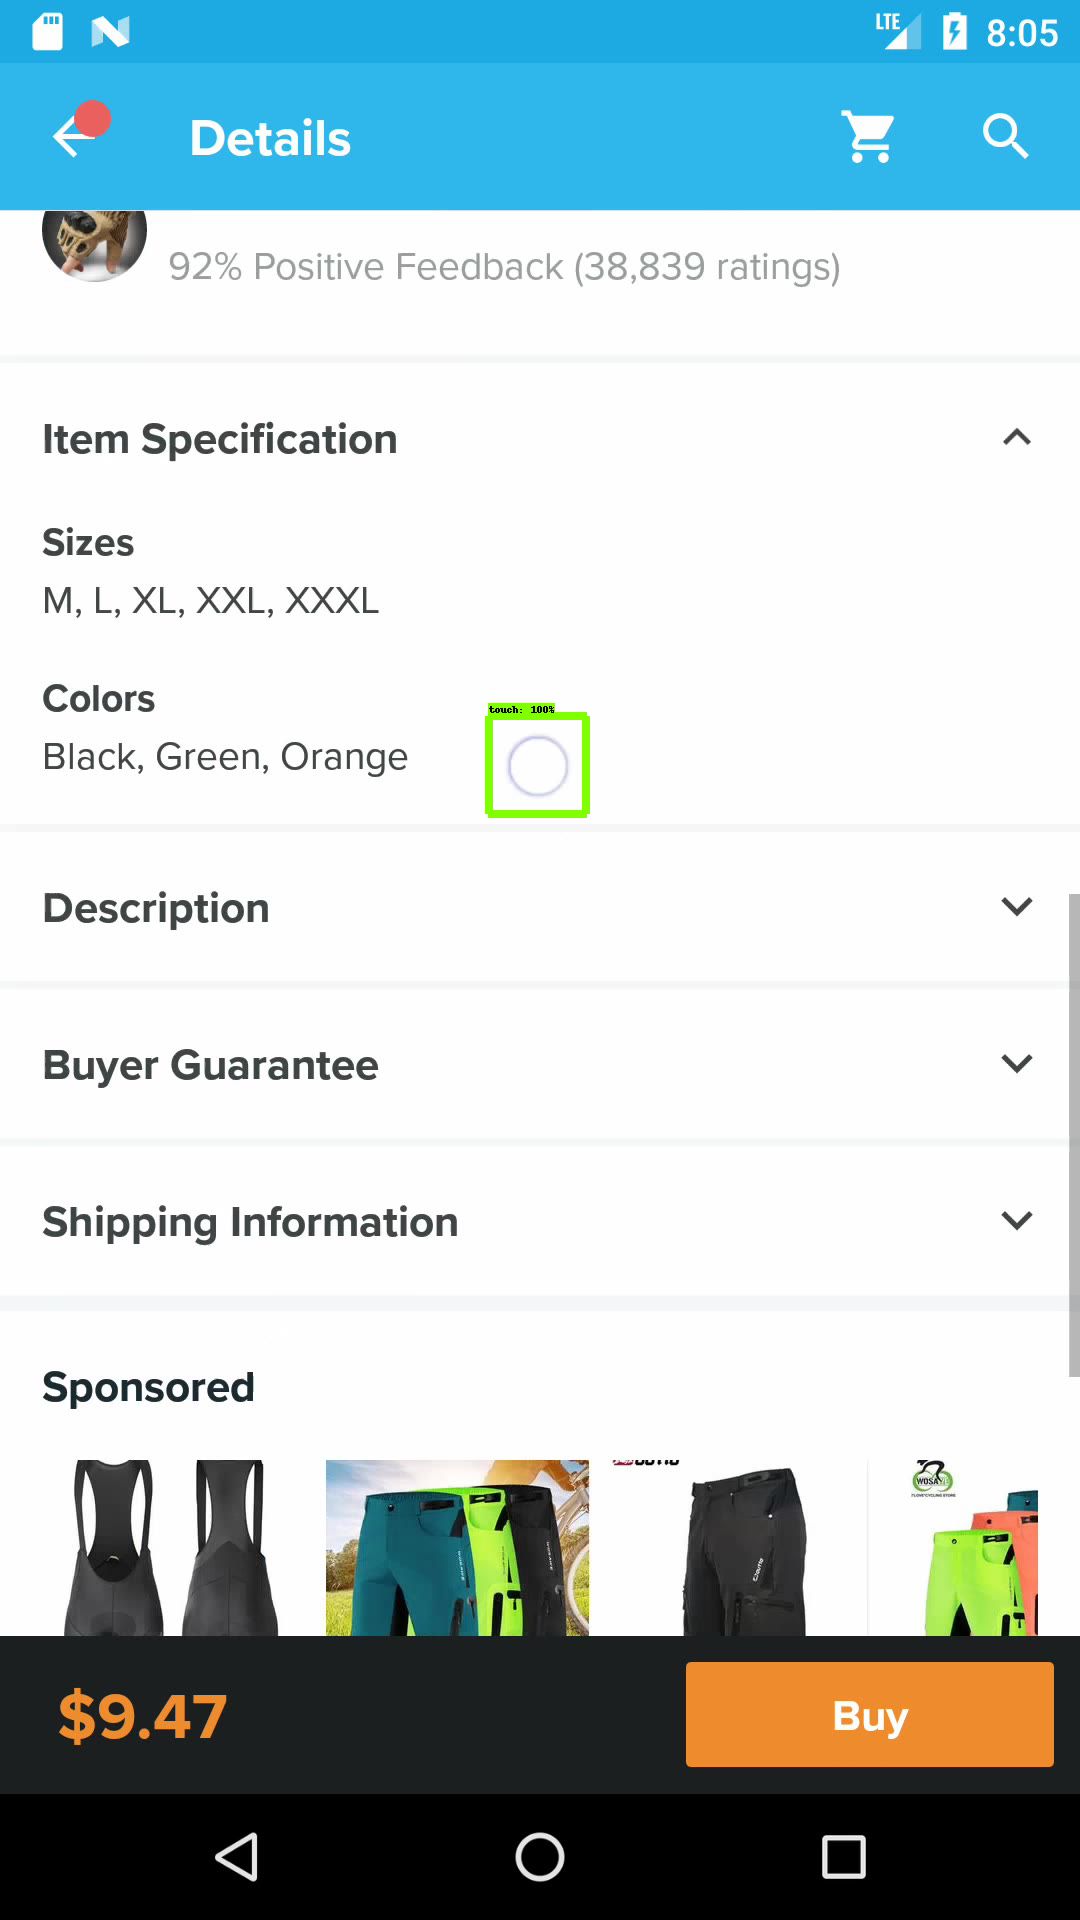 LTE
8:05
Details
92% Positive Feedback (38,839 ratings)
Item Specification
Sizes
M, L, XL, XXL, XXXL
Colors
touch: 100%
Black, Green, Orange
Description
Buyer Guarantee
Shipping Information
Sponsored
$9.47
Buy